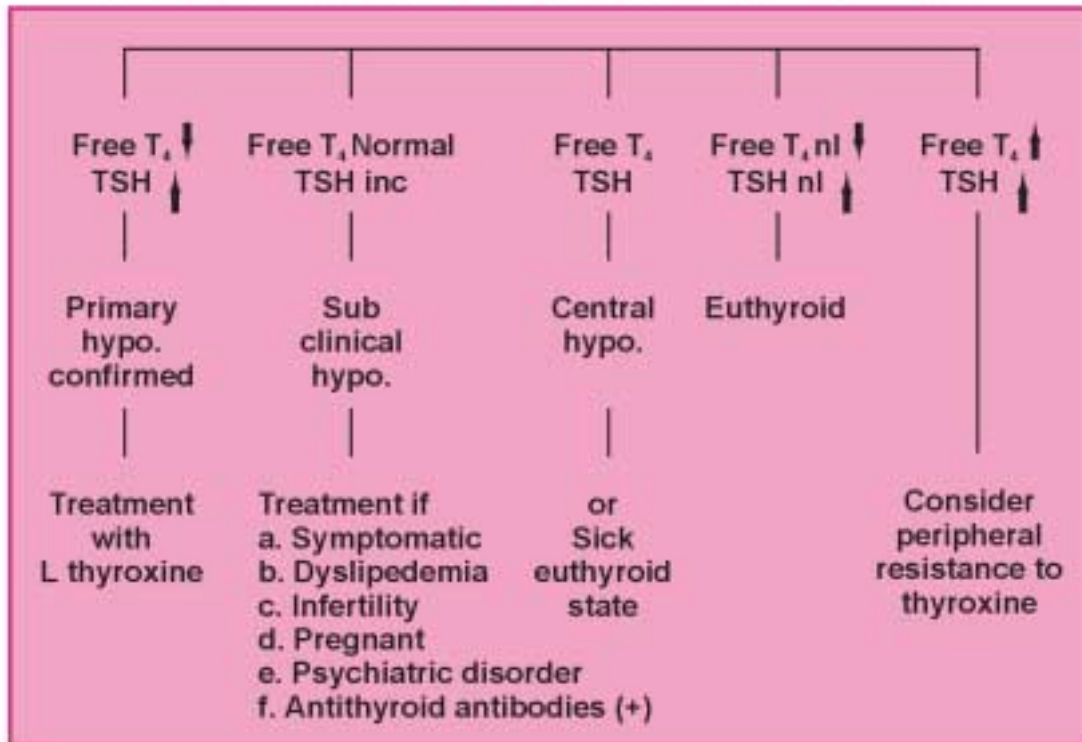 Free T₄ ⬇
TSH ⬆
Primary
hypo.
confirmed
Treatment
with
L thyroxine
Free T₄ Normal
TSH inc
Sub
clinical
hypo.
Treatment if
a. Symptomatic
b. Dyslipedemia
c. Infertility
d. Pregnant
e. Psychiatric disorder
f. Antithyroid antibodies (+)
Free T₄
TSH
Central
hypo.
or
Sick
euthyroid
state
Free T₄ nl ⬇
TSH nl ⬆
Euthyroid
Free T₄ ⬆
TSH ⬆
Consider
peripheral
resistance to
thyroxine